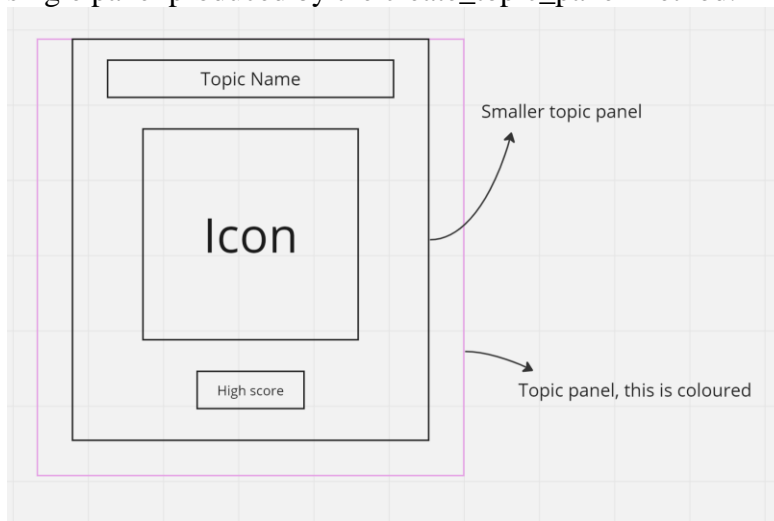 Topic Name
Smaller topic panel
Icon
High score
Topic panel, this is coloured